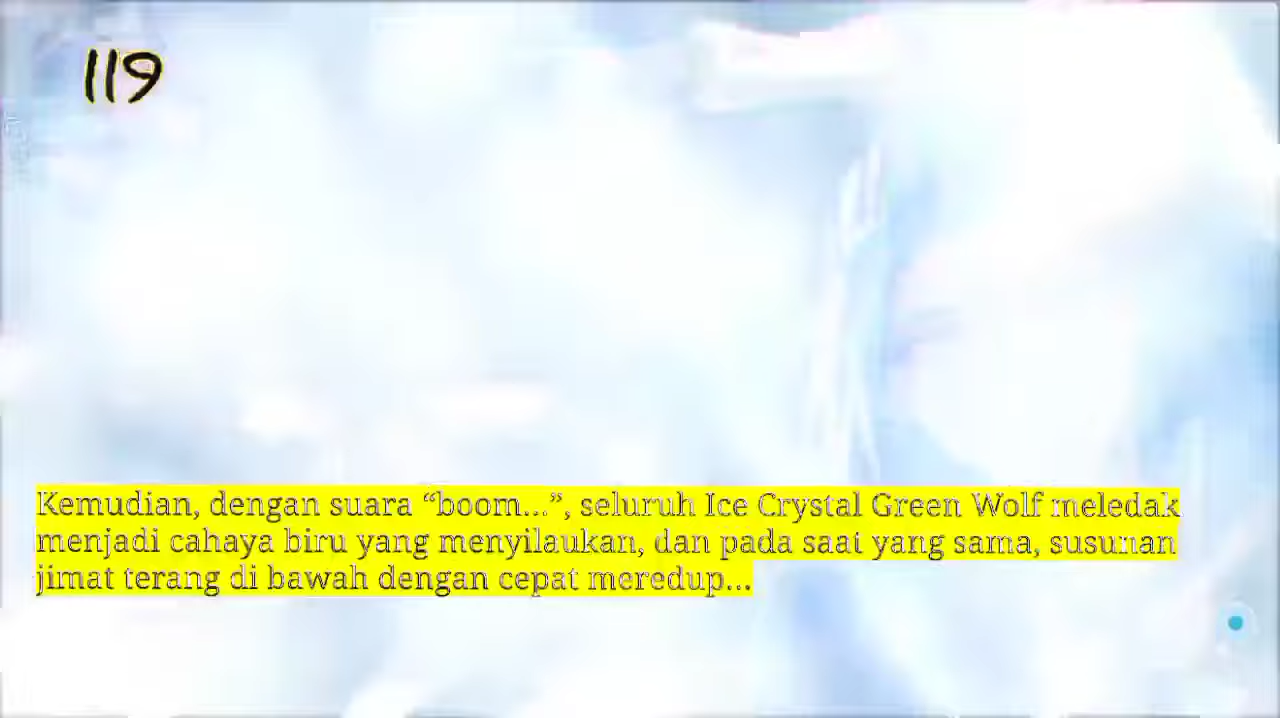 119
Kemudian, dengan suara “boom...”, seluruh Ice Crystal Green Wolf meledak
menjadi cahaya biru yang menyilaukan, dan pada saat yang sama, susunan
jimat terang di bawah dengan cepat meredup...